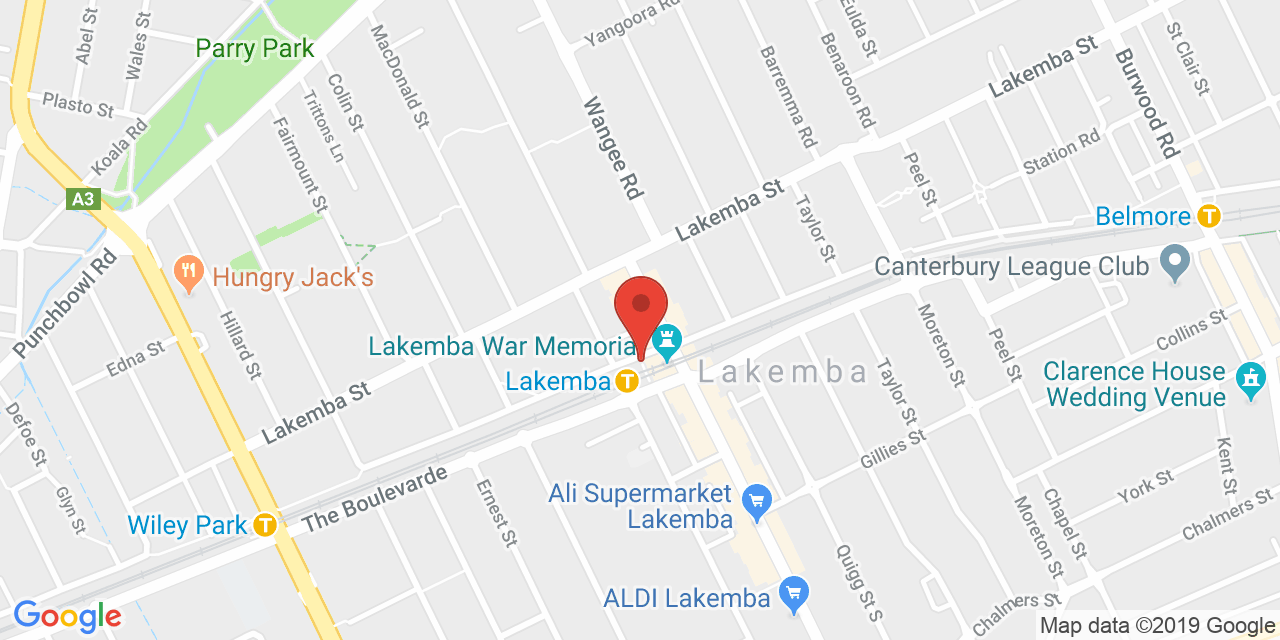 Abel St
Wales St
Parry Park
MacDonald St
Yangoora Rd
Eulda St
Benaroon Rd
Barremma Rd
Lakemba St
St Clair St
Burwood Rd
Plasto St
Koala Rd
Colin St
Trittons Ln
Fairmount St
Wangee Rd
Station Rd
Peel St
A3
Lakemba St
Taylor St
Belmore T
Punchbowl Rd
Hungry Jack's
Canterbury League Club
Hillard St
Edna St
Lakemba War Memorial
Lakemba T
Lakemba
Moreton St
Peel St
Collins St
Clarence House
Wedding Venue
Taylor St
Lakemba St
Defoe St
Glyn St
The Boulevarde
Gillies St
Kent St
York St
Ernest St
Ali Supermarket
Lakemba
Wiley Park T
Moreton St
Chapel St
Chalmers St
Quigg St S
ALDI Lakemba
Chalmers St
Google
Map data ©2019 Google